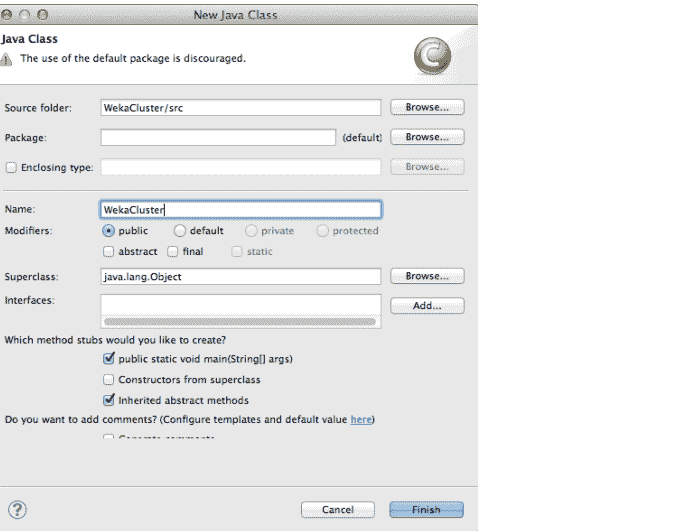 New Java Class
Java Class
The use of the default package is discouraged.
Source folder: WekaCluster/src Browse...
Package: (default) Browse...
Enclosing type: Browse...
Name: WekaCluster
Modifiers: public default private protected
abstract final static
Superclass: java.lang.Object Browse...
Interfaces: Add...
Which method stubs would you like to create?
public static void main(String[] args)
Constructors from superclass
Inherited abstract methods
Do you want to add comments? (Configure templates and default value here)
? Cancel Finish